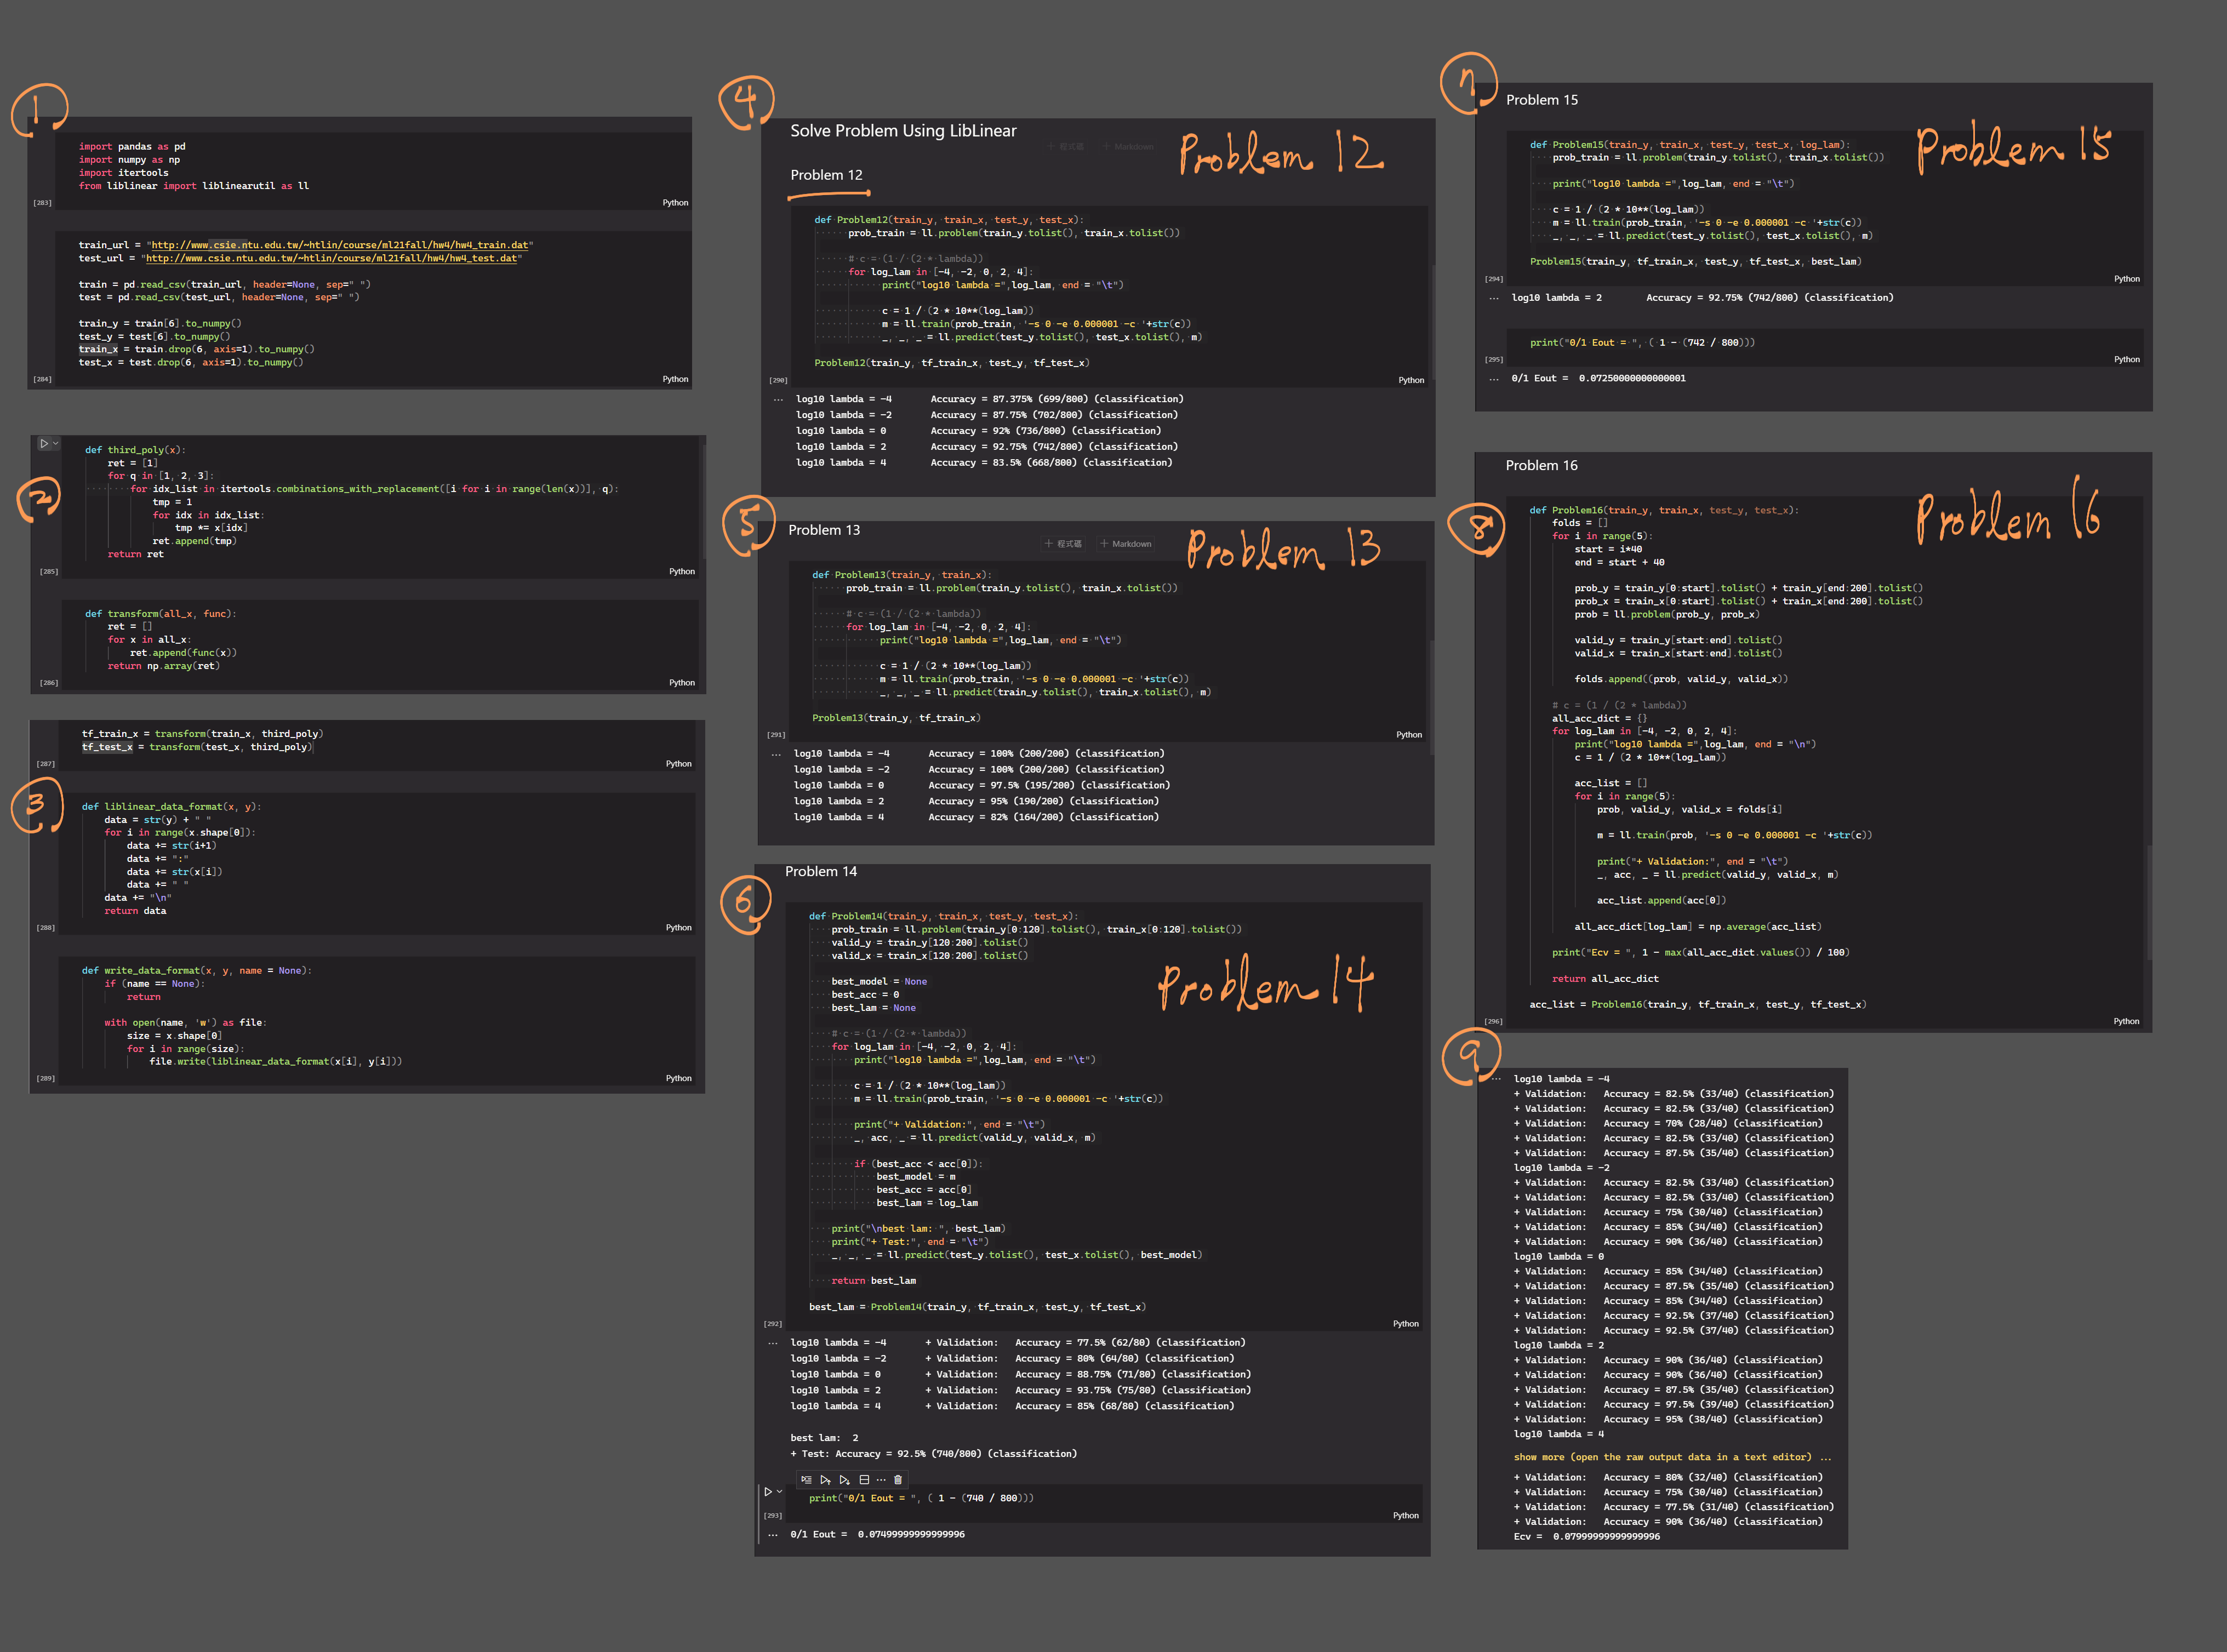 1
import pandas as pd
import numpy as np
import itertools
from liblinear import liblinearutil as ll
[283]
Python
train_url = "http://www.csie.ntu.edu.tw/~htlin/course/ml21fall/hw4/hw4_train.dat"
test_url = "http://www.csie.ntu.edu.tw/~htlin/course/ml21fall/hw4/hw4_test.dat"
train = pd.read_csv(train_url, header=None, sep=" ")
test = pd.read_csv(test_url, header=None, sep=" ")
train_y = train[6].to_numpy()
test_y = test[6].to_numpy()
train_x = train.drop(6, axis=1).to_numpy()
test_x = test.drop(6, axis=1).to_numpy()
[284]
Python
2
def third_poly(x):
ret = [1]
for q in [1, 2, 3]:
for idx_list in itertools.combinations_with_replacement([i for i in range(len(x))], q):
tmp = 1
for idx in idx_list:
tmp *= x[idx]
ret.append(tmp)
return ret
[285]
Python
def transform(all_x, func):
ret = []
for x in all_x:
ret.append(func(x))
return np.array(ret)
[286]
Python
3
tf_train_x = transform(train_x, third_poly)
tf_test_x = transform(test_x, third_poly)
[287]
Python
def liblinear_data_format(x, y):
data = str(y) + " "
for i in range(x.shape[0]):
data += str(i+1)
data += ":"
data += str(x[i])
data += " "
data += "\n"
return data
[288]
Python
def write_data_format(x, y, name = None):
if (name == None):
return
with open(name, 'w') as file:
size = x.shape[0]
for i in range(size):
file.write(liblinear_data_format(x[i], y[i]))
[289]
Python
4
Solve Problem Using LibLinear
+ 程式碼 + Markdown
Problem 12
Problem 12
def Problem12(train_y, train_x, test_y, test_x):
prob_train = ll.problem(train_y.tolist(), train_x.tolist())
# c = (1 / (2 * lambda))
for log_lam in [-4, -2, 0, 2, 4]:
print("log10 lambda =",log_lam, end = "\t")
c = 1 / (2 * 10**(log_lam))
m = ll.train(prob_train, '-s 0 -e 0.000001 -c '+str(c))
_, _, _ = ll.predict(test_y.tolist(), test_x.tolist(), m)
Problem12(train_y, tf_train_x, test_y, tf_test_x)
[290]
Python
... log10 lambda = -4 Accuracy = 87.375% (699/800) (classification)
log10 lambda = -2 Accuracy = 87.75% (702/800) (classification)
log10 lambda = 0 Accuracy = 92% (736/800) (classification)
log10 lambda = 2 Accuracy = 92.75% (742/800) (classification)
log10 lambda = 4 Accuracy = 83.5% (668/800) (classification)
5
Problem 13
+ 程式碼 + Markdown
Problem 13
def Problem13(train_y, train_x):
prob_train = ll.problem(train_y.tolist(), train_x.tolist())
# c = (1 / (2 * lambda))
for log_lam in [-4, -2, 0, 2, 4]:
print("log10 lambda =",log_lam, end = "\t")
c = 1 / (2 * 10**(log_lam))
m = ll.train(prob_train, '-s 0 -e 0.000001 -c '+str(c))
_, _, _ = ll.predict(train_y.tolist(), train_x.tolist(), m)
Problem13(train_y, tf_train_x)
[291]
Python
... log10 lambda = -4 Accuracy = 100% (200/200) (classification)
log10 lambda = -2 Accuracy = 100% (200/200) (classification)
log10 lambda = 0 Accuracy = 97.5% (195/200) (classification)
log10 lambda = 2 Accuracy = 95% (190/200) (classification)
log10 lambda = 4 Accuracy = 82% (164/200) (classification)
6
Problem 14
Problem 14
def Problem14(train_y, train_x, test_y, test_x):
prob_train = ll.problem(train_y[0:120].tolist(), train_x[0:120].tolist())
valid_y = train_y[120:200].tolist()
valid_x = train_x[120:200].tolist()
best_model = None
best_acc = 0
best_lam = None
# c = (1 / (2 * lambda))
for log_lam in [-4, -2, 0, 2, 4]:
print("log10 lambda =",log_lam, end = "\t")
c = 1 / (2 * 10**(log_lam))
m = ll.train(prob_train, '-s 0 -e 0.000001 -c '+str(c))
print("+ Validation:", end = "\t")
_, acc, _ = ll.predict(valid_y, valid_x, m)
if (best_acc < acc[0]):
best_model = m
best_acc = acc[0]
best_lam = log_lam
print("\nbest lam: ", best_lam)
print("+ Test:", end = "\t")
_, _, _ = ll.predict(test_y.tolist(), test_x.tolist(), best_model)
return best_lam
best_lam = Problem14(train_y, tf_train_x, test_y, tf_test_x)
[292]
Python
... log10 lambda = -4 + Validation: Accuracy = 77.5% (62/80) (classification)
log10 lambda = -2 + Validation: Accuracy = 80% (64/80) (classification)
log10 lambda = 0 + Validation: Accuracy = 88.75% (71/80) (classification)
log10 lambda = 2 + Validation: Accuracy = 93.75% (75/80) (classification)
log10 lambda = 4 + Validation: Accuracy = 85% (68/80) (classification)
best lam: 2
+ Test: Accuracy = 92.5% (740/800) (classification)
print("0/1 Eout = ", ( 1 - (740 / 800)))
[293]
Python
... 0/1 Eout = 0.07499999999999996
7
Problem 15
Problem 15
def Problem15(train_y, train_x, test_y, test_x, log_lam):
prob_train = ll.problem(train_y.tolist(), train_x.tolist())
print("log10 lambda =",log_lam, end = "\t")
c = 1 / (2 * 10**(log_lam))
m = ll.train(prob_train, '-s 0 -e 0.000001 -c '+str(c))
_, _, _ = ll.predict(test_y.tolist(), test_x.tolist(), m)
Problem15(train_y, tf_train_x, test_y, tf_test_x, best_lam)
[294]
Python
... log10 lambda = 2 Accuracy = 92.75% (742/800) (classification)
print("0/1 Eout = ", ( 1 - (742 / 800)))
[295]
Python
... 0/1 Eout = 0.07250000000000001
Problem 16
8
Problem 16
def Problem16(train_y, train_x, test_y, test_x):
folds = []
for i in range(5):
start = i*40
end = start + 40
prob_y = train_y[0:start].tolist() + train_y[end:200].tolist()
prob_x = train_x[0:start].tolist() + train_x[end:200].tolist()
prob = ll.problem(prob_y, prob_x)
valid_y = train_y[start:end].tolist()
valid_x = train_x[start:end].tolist()
folds.append((prob, valid_y, valid_x))
# c = (1 / (2 * lambda))
all_acc_dict = {}
for log_lam in [-4, -2, 0, 2, 4]:
print("log10 lambda =",log_lam, end = "\n")
c = 1 / (2 * 10**(log_lam))
acc_list = []
for i in range(5):
prob, valid_y, valid_x = folds[i]
m = ll.train(prob, '-s 0 -e 0.000001 -c '+str(c))
print("+ Validation:", end = "\t")
_, acc, _ = ll.predict(valid_y, valid_x, m)
acc_list.append(acc[0])
all_acc_dict[log_lam] = np.average(acc_list)
print("Ecv = ", 1 - max(all_acc_dict.values()) / 100)
return all_acc_dict
acc_list = Problem16(train_y, tf_train_x, test_y, tf_test_x)
[296]
Python
9
... log10 lambda = -4
+ Validation: Accuracy = 82.5% (33/40) (classification)
+ Validation: Accuracy = 82.5% (33/40) (classification)
+ Validation: Accuracy = 70% (28/40) (classification)
+ Validation: Accuracy = 82.5% (33/40) (classification)
+ Validation: Accuracy = 87.5% (35/40) (classification)
log10 lambda = -2
+ Validation: Accuracy = 82.5% (33/40) (classification)
+ Validation: Accuracy = 82.5% (33/40) (classification)
+ Validation: Accuracy = 75% (30/40) (classification)
+ Validation: Accuracy = 85% (34/40) (classification)
+ Validation: Accuracy = 90% (36/40) (classification)
log10 lambda = 0
+ Validation: Accuracy = 85% (34/40) (classification)
+ Validation: Accuracy = 87.5% (35/40) (classification)
+ Validation: Accuracy = 85% (34/40) (classification)
+ Validation: Accuracy = 92.5% (37/40) (classification)
+ Validation: Accuracy = 92.5% (37/40) (classification)
log10 lambda = 2
+ Validation: Accuracy = 90% (36/40) (classification)
+ Validation: Accuracy = 90% (36/40) (classification)
+ Validation: Accuracy = 87.5% (35/40) (classification)
+ Validation: Accuracy = 97.5% (39/40) (classification)
+ Validation: Accuracy = 95% (38/40) (classification)
log10 lambda = 4
show more (open the raw output data in a text editor) ...
+ Validation: Accuracy = 80% (32/40) (classification)
+ Validation: Accuracy = 75% (30/40) (classification)
+ Validation: Accuracy = 77.5% (31/40) (classification)
+ Validation: Accuracy = 90% (36/40) (classification)
Ecv = 0.07999999999999996